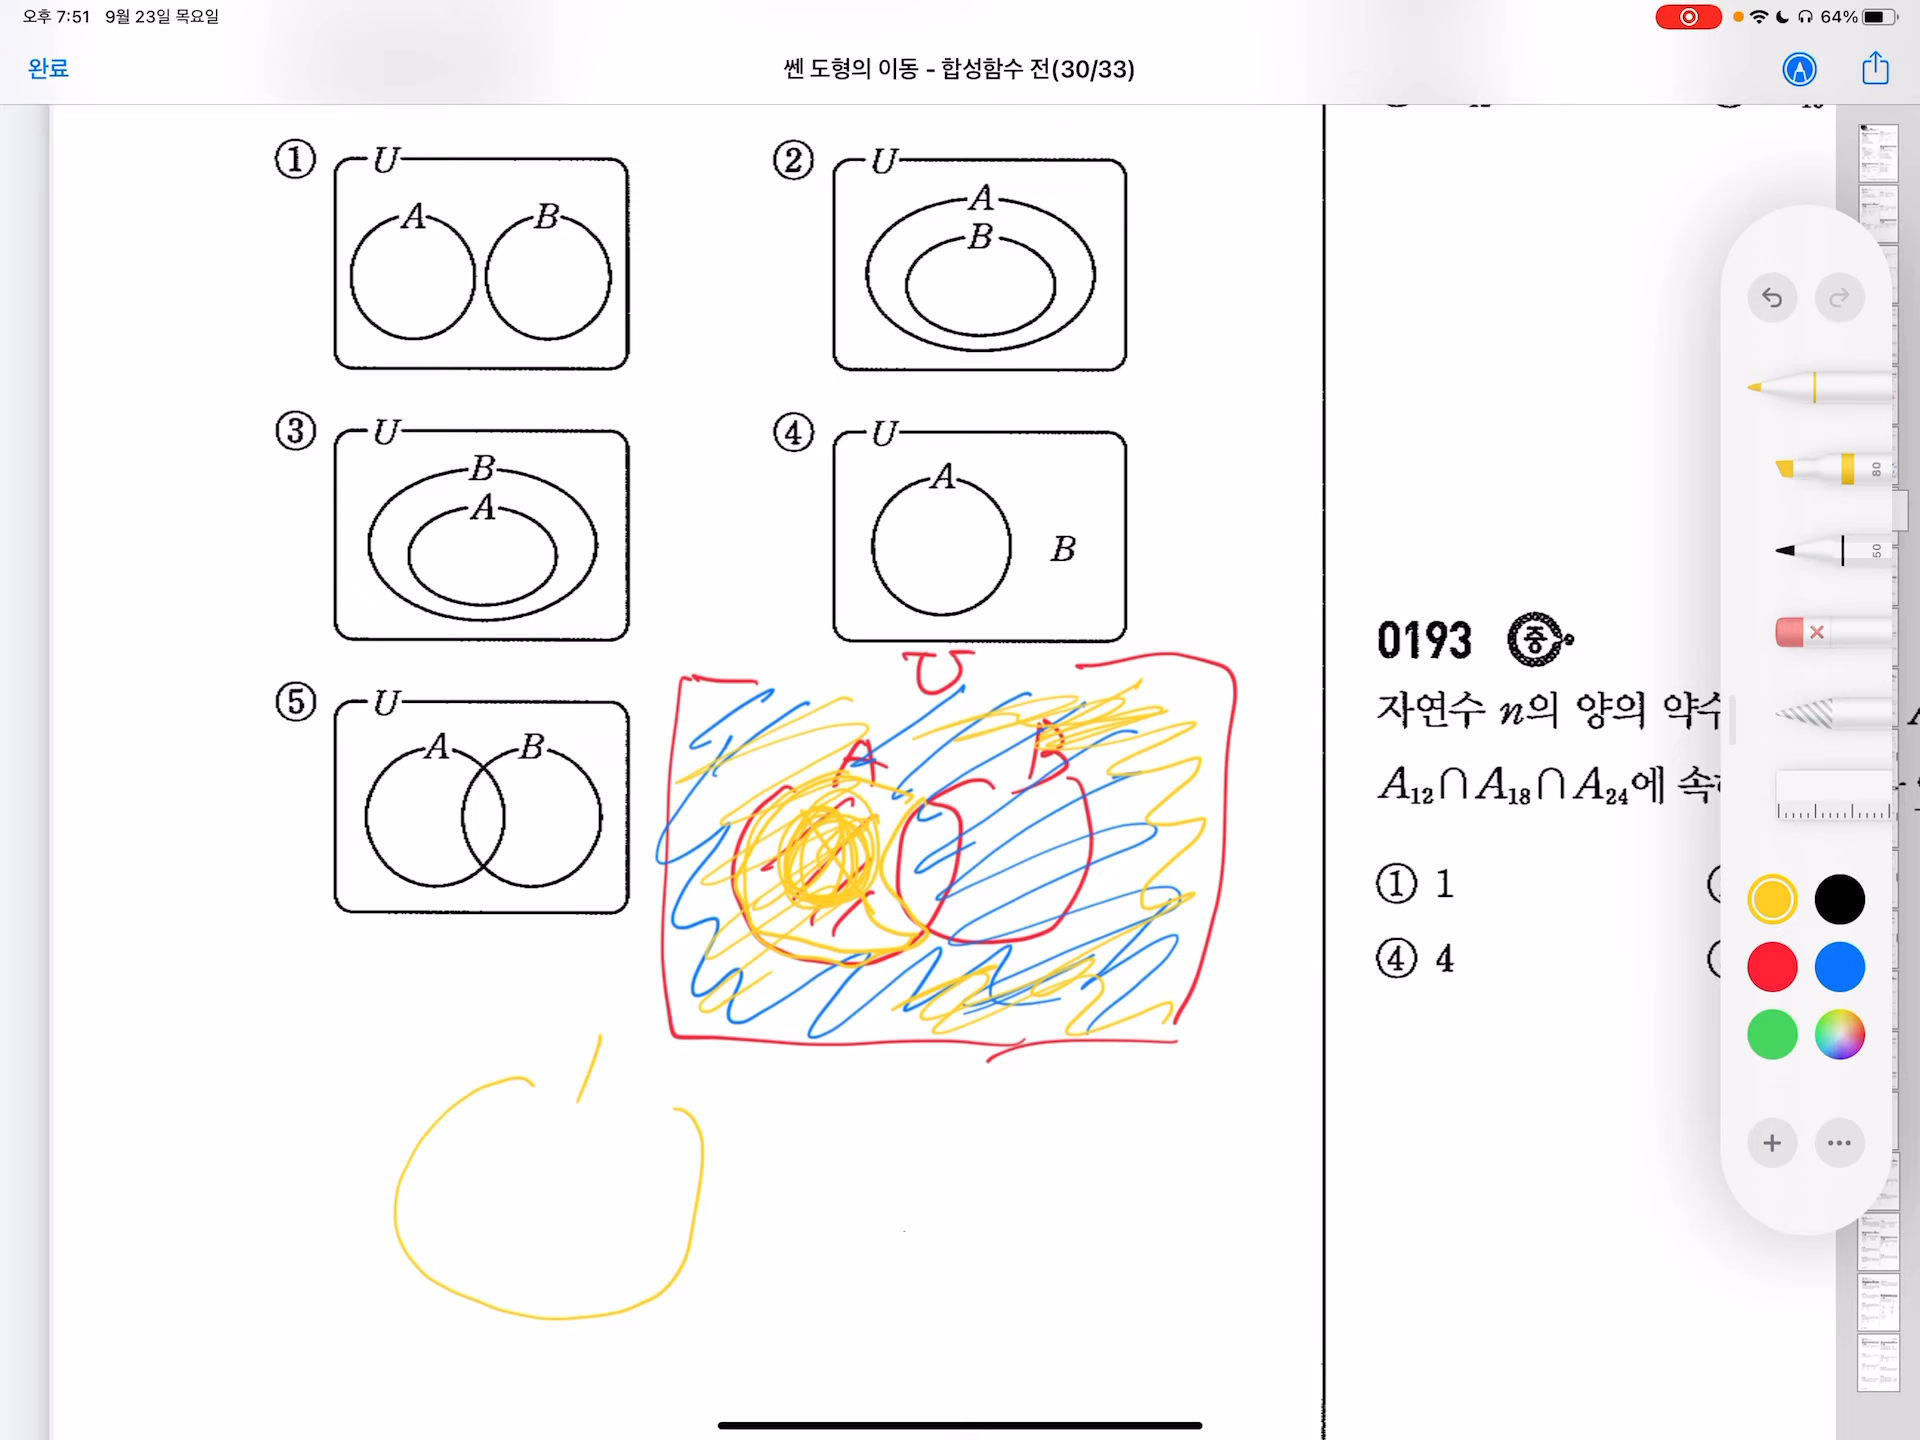 오후 7:51 9월 23일 목요일
64%
완료
쎈 도형의 이동 - 합성함수 전(30/33)
① U A B
② U A B
③ U B A
④ U A B
⑤ U A B
U
A B
0193 중
자연수 n의 양의 약수
A₁₂∩A₁₈∩A₂₄에 속
① 1
④ 4
80
50